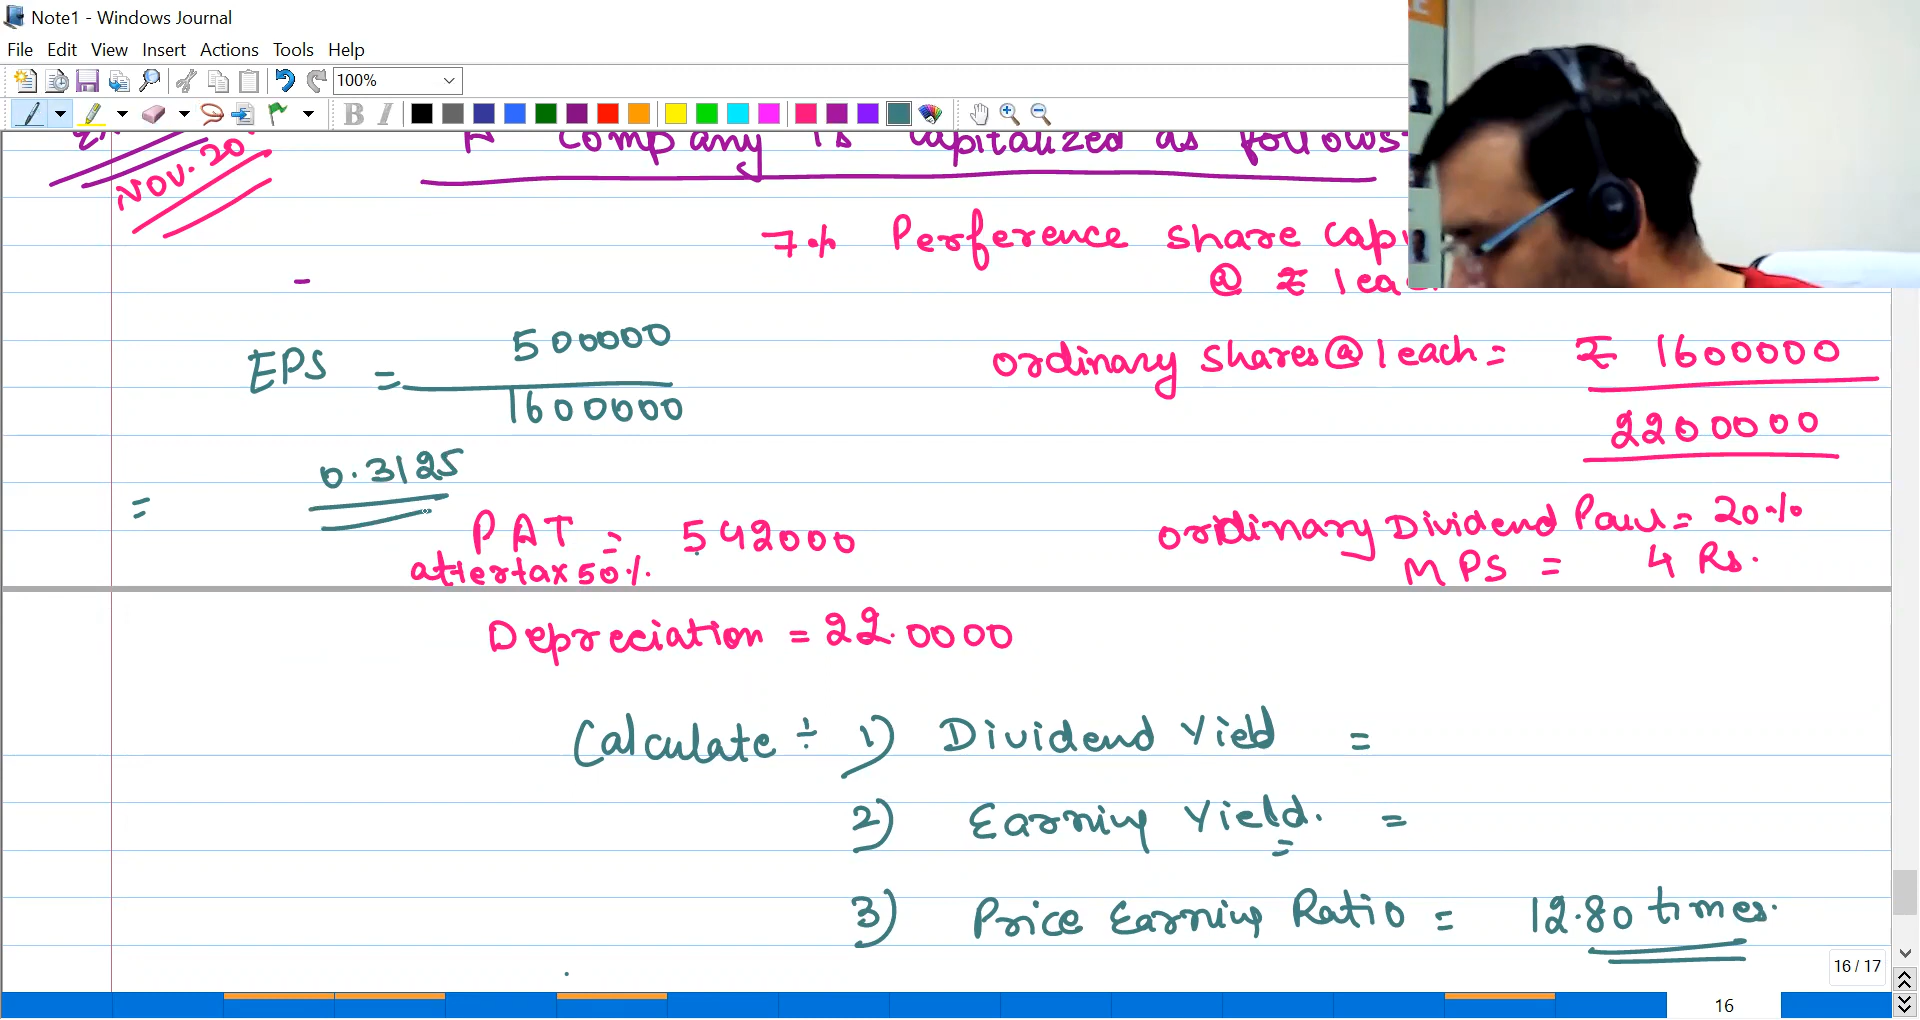 Note1 - Windows Journal
File Edit View Insert Actions Tools Help
100%
B I
NOV. 20
A company is capitalized as follows
7% Perference share cap
@ ₹ 1 ea
EPS = 500000
1600000
ordinary shares @ 1 each = ₹ 1600000
2200000
= 0.3125
PAT = 542000
after tax 50%.
ordinary Dividend Paid = 20%
MPS = 4 Rs.
Depreciation = 22.0000
Calculate ÷ 1) Dividend Yield =
2) Earning Yield. =
3) Price Earning Ratio = 12.80 times.
16 / 17
16